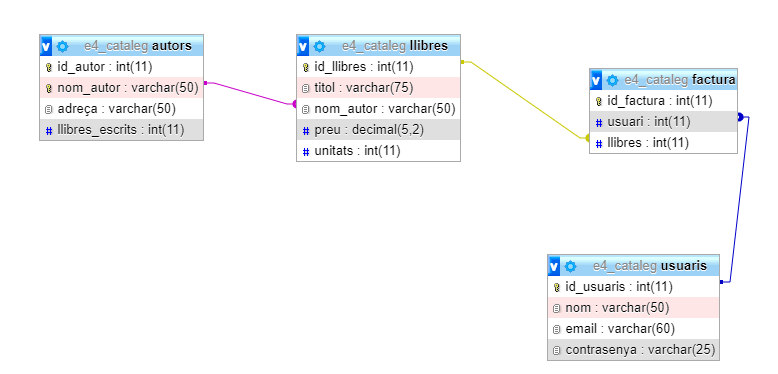 e4_cataleg autors
id_autor : int(11)
nom_autor : varchar(50)
adreça : varchar(50)
llibres_escrits : int(11)
e4_cataleg llibres
id_llibres : int(11)
titol : varchar(75)
nom_autor : varchar(50)
preu : decimal(5,2)
unitats : int(11)
e4_cataleg factura
id_factura : int(11)
usuari : int(11)
llibres : int(11)
e4_cataleg usuaris
id_usuaris : int(11)
nom : varchar(50)
email : varchar(60)
contrasenya : varchar(25)